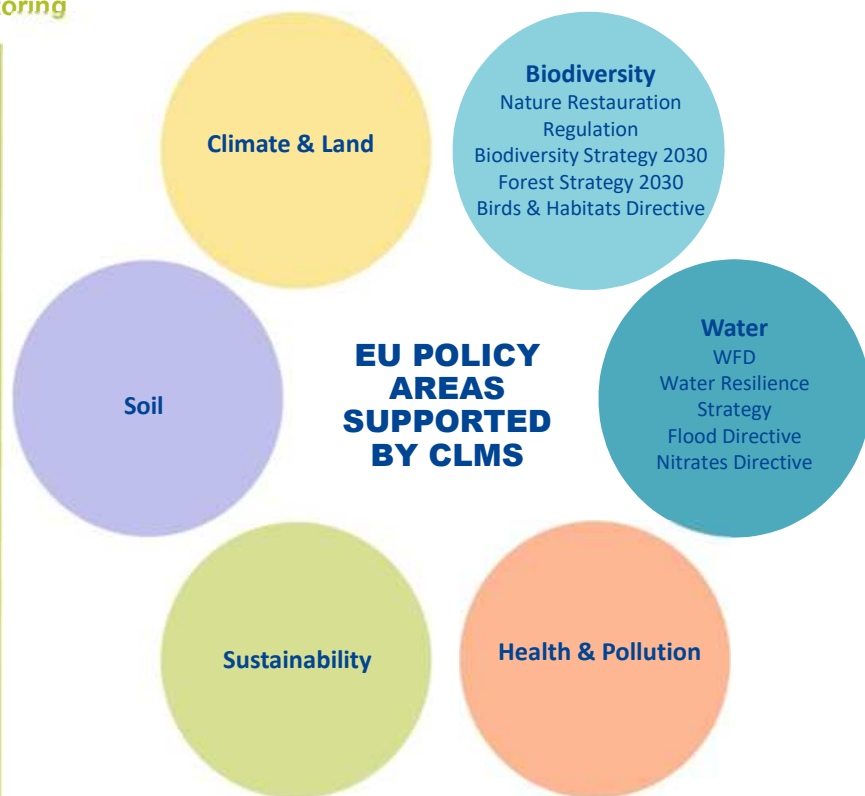 toring
Climate & Land
Biodiversity
Nature Restauration
Regulation
Biodiversity Strategy 2030
Forest Strategy 2030
Birds & Habitats Directive
Soil
EU POLICY
AREAS
SUPPORTED
BY CLMS
Water
WFD
Water Resilience
Strategy
Flood Directive
Nitrates Directive
Sustainability
Health & Pollution